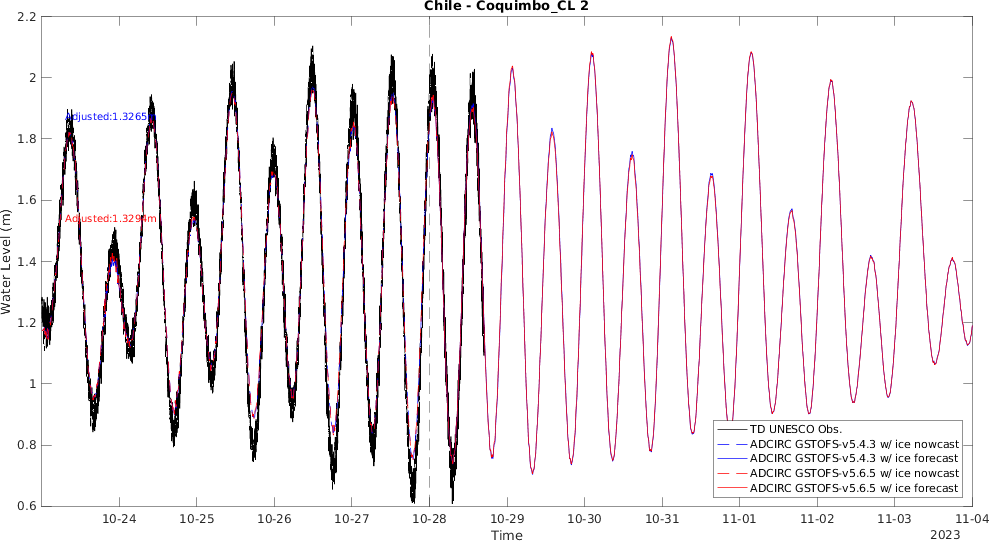 Chile - Coquimbo_CL 2
2.2
2
1.8
1.6
1.4
1.2
1
0.8
0.6
Water Level (m)
Adjusted:1.3265m
Adjusted:1.3294m
TD UNESCO Obs.
ADCIRC GSTOFS-v5.4.3 w/ ice nowcast
ADCIRC GSTOFS-v5.4.3 w/ ice forecast
ADCIRC GSTOFS-v5.6.5 w/ ice nowcast
ADCIRC GSTOFS-v5.6.5 w/ ice forecast
10-24 10-25 10-26 10-27 10-28 10-29 10-30 10-31 11-01 11-02 11-03 11-04
Time
2023